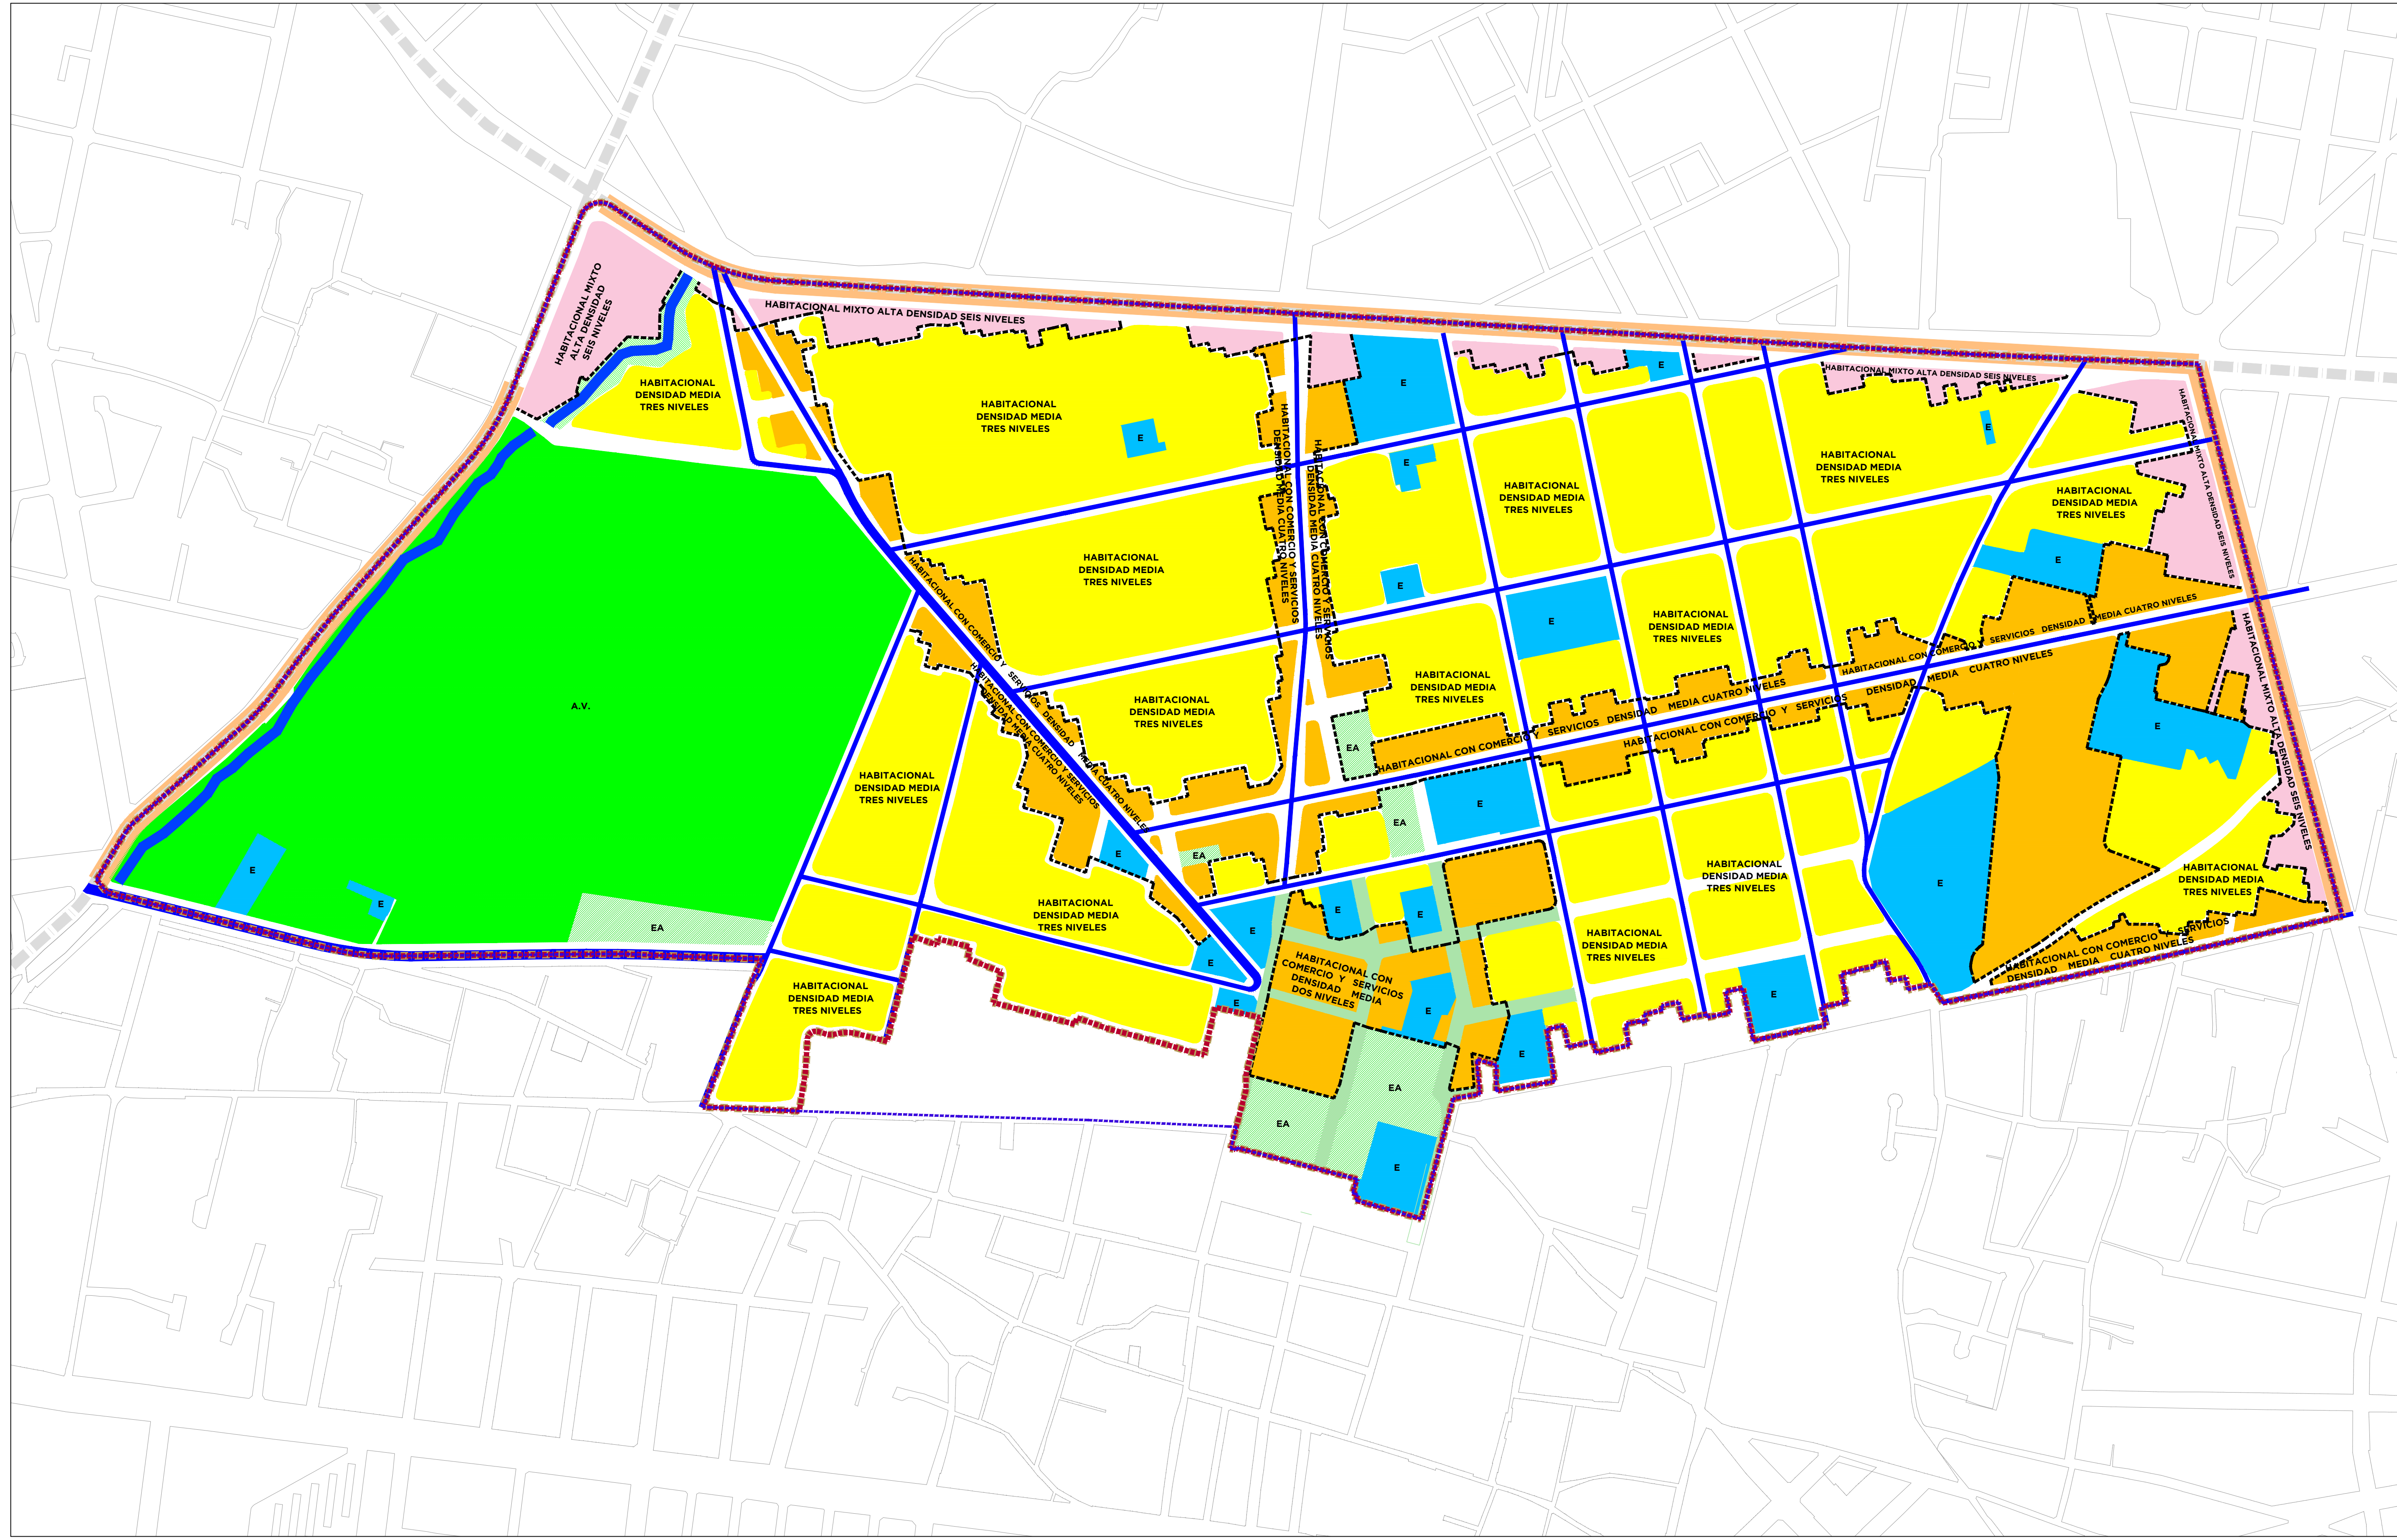 HABITACIONAL MIXTO
ALTA DENSIDAD
SEIS NIVELES
HABITACIONAL MIXTO ALTA DENSIDAD SEIS NIVELES
HABITACIONAL
DENSIDAD MEDIA
TRES NIVELES
HABITACIONAL
DENSIDAD MEDIA
TRES NIVELES
E
E
E
HABITACIONAL MIXTO ALTA DENSIDAD SEIS NIVELES
E
HABITACIONAL MIXTO ALTA DENSIDAD SEIS NIVELES
HABITACIONAL CON COMERCIO Y SERVICIOS
DENSIDAD MEDIA CUATRO NIVELES
HABITACIONAL CON COMERCIO Y SERVICIOS
DENSIDAD MEDIA CUATRO NIVELES
E
HABITACIONAL
DENSIDAD MEDIA
TRES NIVELES
HABITACIONAL
DENSIDAD MEDIA
TRES NIVELES
HABITACIONAL
DENSIDAD MEDIA
TRES NIVELES
HABITACIONAL
DENSIDAD MEDIA
TRES NIVELES
E
E
E
HABITACIONAL
DENSIDAD MEDIA
TRES NIVELES
HABITACIONAL CON COMERCIO Y SERVICIOS DENSIDAD MEDIA CUATRO NIVELES
HABITACIONAL CON COMERCIO Y SERVICIOS
DENSIDAD MEDIA CUATRO NIVELES
HABITACIONAL CON COMERCIO SERVICIOS DENSIDAD MEDIA CUATRO NIVELES
HABITACIONAL MIXTO ALTA DENSIDAD SEIS NIVELES
A.V.
HABITACIONAL
DENSIDAD MEDIA
TRES NIVELES
HABITACIONAL
DENSIDAD MEDIA
TRES NIVELES
HABITACIONAL CON COMERCIO Y SERVICIOS DENSIDAD MEDIA CUATRO NIVELES
HABITACIONAL CON COMERCIO Y SERVICIOS DENSIDAD MEDIA CUATRO NIVELES
E
EA
HABITACIONAL
DENSIDAD MEDIA
TRES NIVELES
E
EA
E
EA
E
E
HABITACIONAL
DENSIDAD MEDIA
TRES NIVELES
HABITACIONAL
DENSIDAD MEDIA
TRES NIVELES
E
E
EA
HABITACIONAL
DENSIDAD MEDIA
TRES NIVELES
E
E
E
HABITACIONAL
DENSIDAD MEDIA
TRES NIVELES
HABITACIONAL CON COMERCIO Y SERVICIOS
DENSIDAD MEDIA CUATRO NIVELES
E
HABITACIONAL CON
COMERCIO Y SERVICIOS
DENSIDAD MEDIA
DOS NIVELES
HABITACIONAL
DENSIDAD MEDIA
TRES NIVELES
E
E
E
E
EA
EA
E